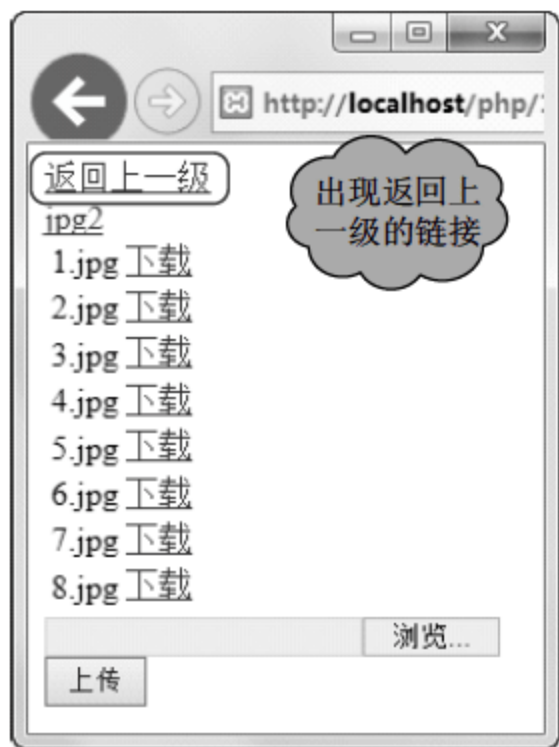 http://localhost/php/
返回上一级
出现返回上
一级的链接
jpg2
1.jpg 下载
2.jpg 下载
3.jpg 下载
4.jpg 下载
5.jpg 下载
6.jpg 下载
7.jpg 下载
8.jpg 下载
浏览...
上传